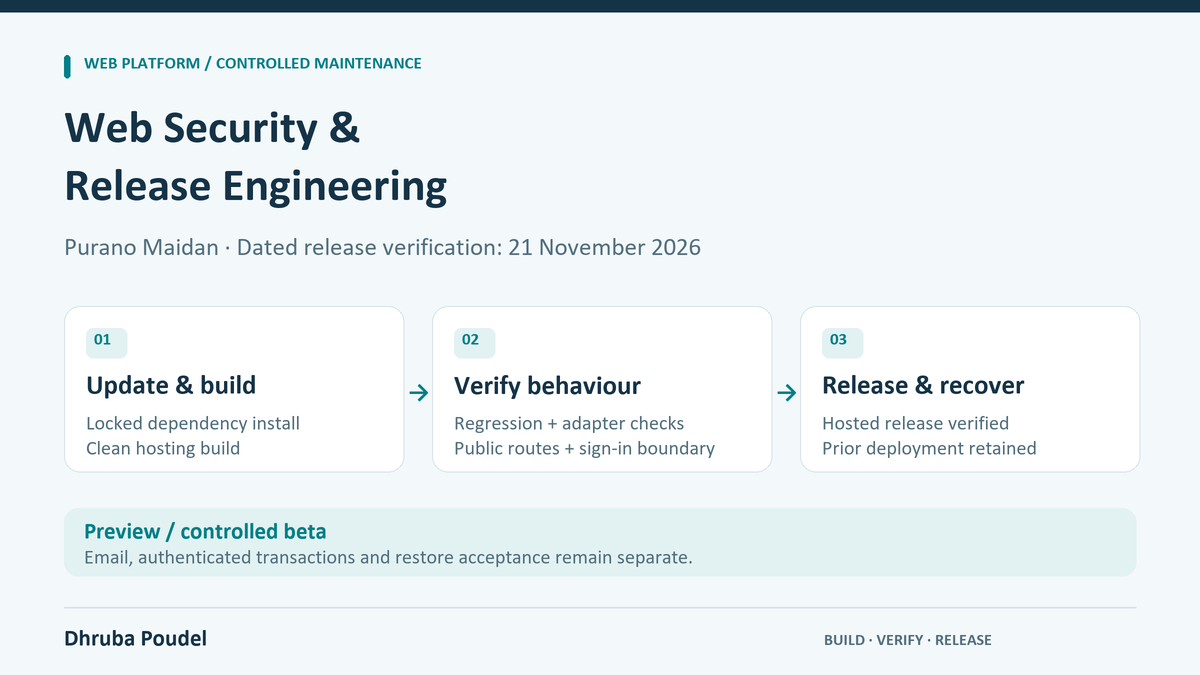 WEB PLATFORM / CONTROLLED MAINTENANCE
Web Security &
Release Engineering
Purano Maidan · Dated release verification: 21 November 2026
01
Update & build
Locked dependency install
Clean hosting build
→
02
Verify behaviour
Regression + adapter checks
Public routes + sign-in boundary
→
03
Release & recover
Hosted release verified
Prior deployment retained
Preview / controlled beta
Email, authenticated transactions and restore acceptance remain separate.
Dhruba Poudel
BUILD · VERIFY · RELEASE